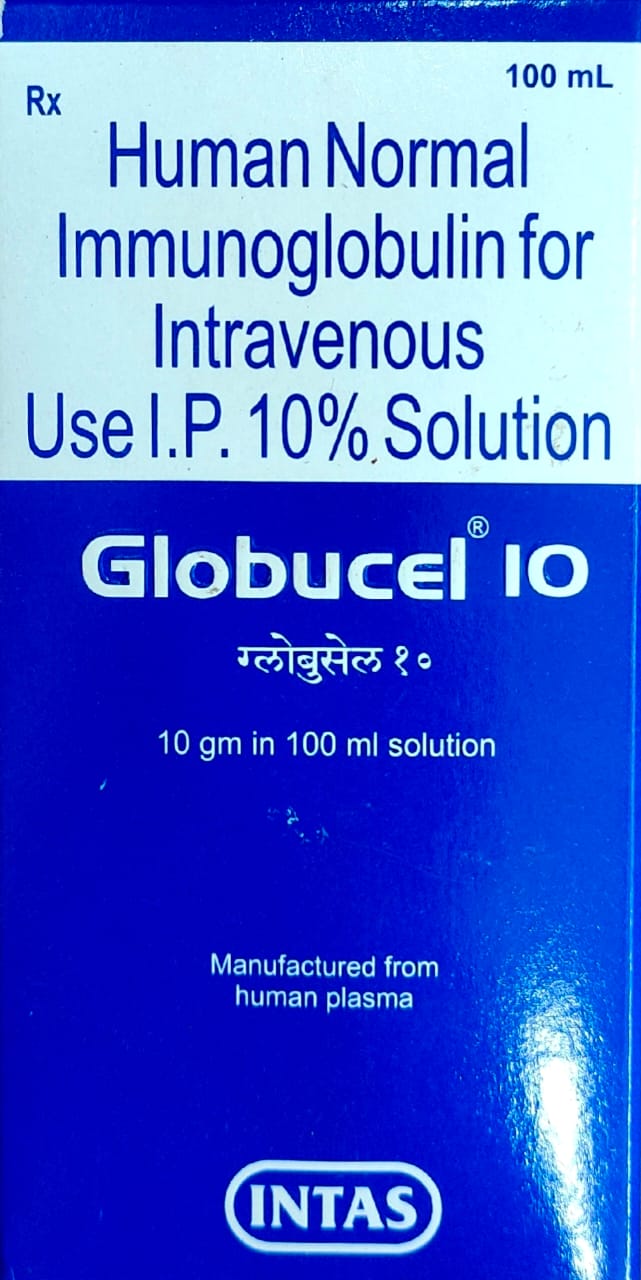 100 mL
Rx
Human Normal
Immunoglobulin for
Intravenous
Use I.P. 10% Solution
Globucel® 10
ग्लोबुसेल १०
10 gm in 100 ml solution
Manufactured from
human plasma
INTAS